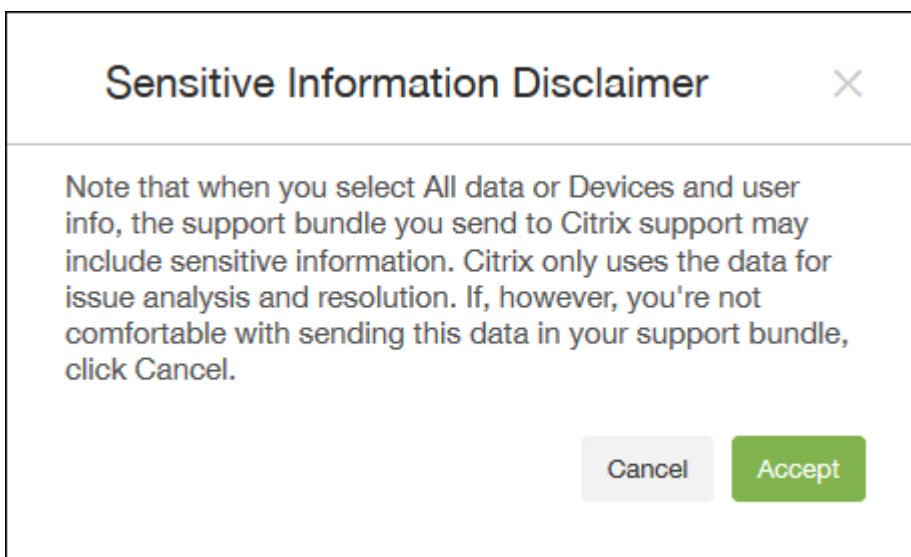 Sensitive Information Disclaimer
Note that when you select All data or Devices and user
info, the support bundle you send to Citrix support may
include sensitive information. Citrix only uses the data for
issue analysis and resolution. If, however, you're not
comfortable with sending this data in your support bundle,
click Cancel.
Cancel Accept